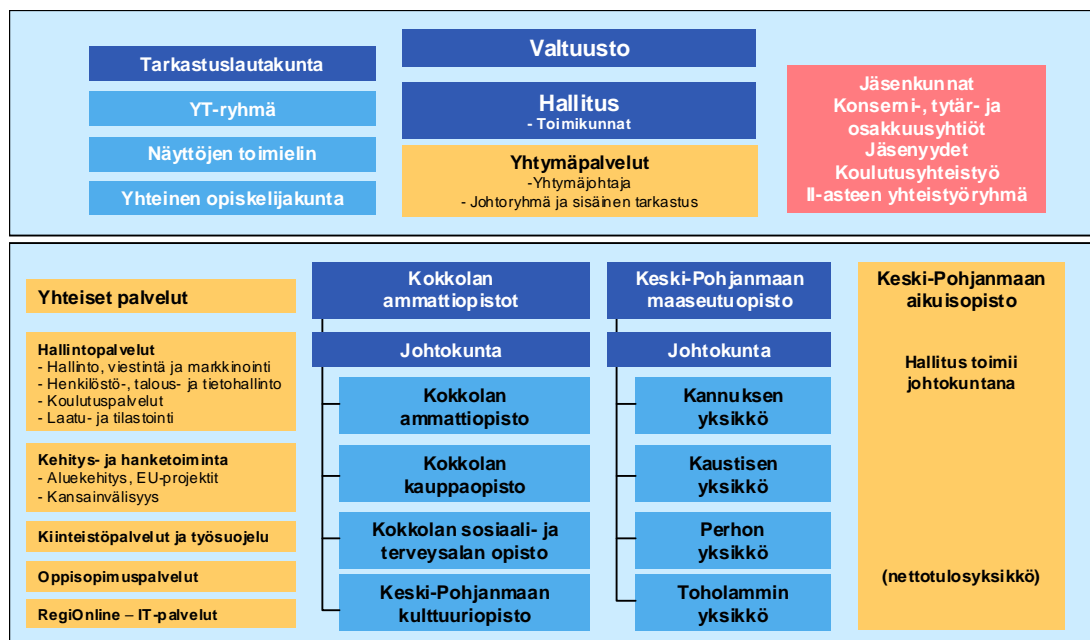 Tarkastuslautakunta
YT-ryhmä
Näyttöjen toimielin
Yhteinen opiskelijakunta
Valtuusto
Hallitus
- Toimikunnat
Yhtymäpalvelut
-Yhtymäjohtaja
- Johtoryhmä ja sisäinen tarkastus
Jäsenkunnat
Konserni-, tytär- ja
osakkuusyhtiöt
Jäsenyydet
Koulutusyhteistyö
II-asteen yhteistyöryhmä
Yhteiset palvelut
Hallintopalvelut
- Hallinto, viestintä ja markkinointi
- Henkilöstö-, talous- ja tietohallinto
- Koulutuspalvelut
- Laatu- ja tilastointi
Kehitys- ja hanketoiminta
- Aluekehitys, EU-projektit
- Kansainvälisyys
Kiinteistöpalvelut ja työsuojelu
Oppisopimuspalvelut
RegiOnline – IT-palvelut
Kokkolan
ammattiopistot
Johtokunta
Kokkolan
ammattiopisto
Kokkolan
kauppaopisto
Kokkolan sosiaali- ja
terveysalan opisto
Keski-Pohjanmaan
kulttuuriopisto
Keski-Pohjanmaan
maaseutuopisto
Johtokunta
Kannuksen
yksikkö
Kaustisen
yksikkö
Perhon
yksikkö
Toholammin
yksikkö
Keski-Pohjanmaan
aikuisopisto
Hallitus toimii
johtokuntana
(nettotulosyksikkö)